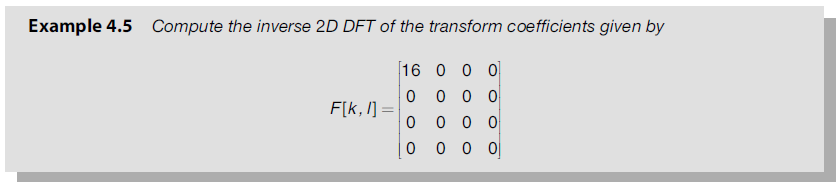 Example 4.5 Compute the inverse 2D DFT of the transform coefficients given by
16 0 0 0
0 0 0 0
F[k, l] =
0 0 0 0
0 0 0 0